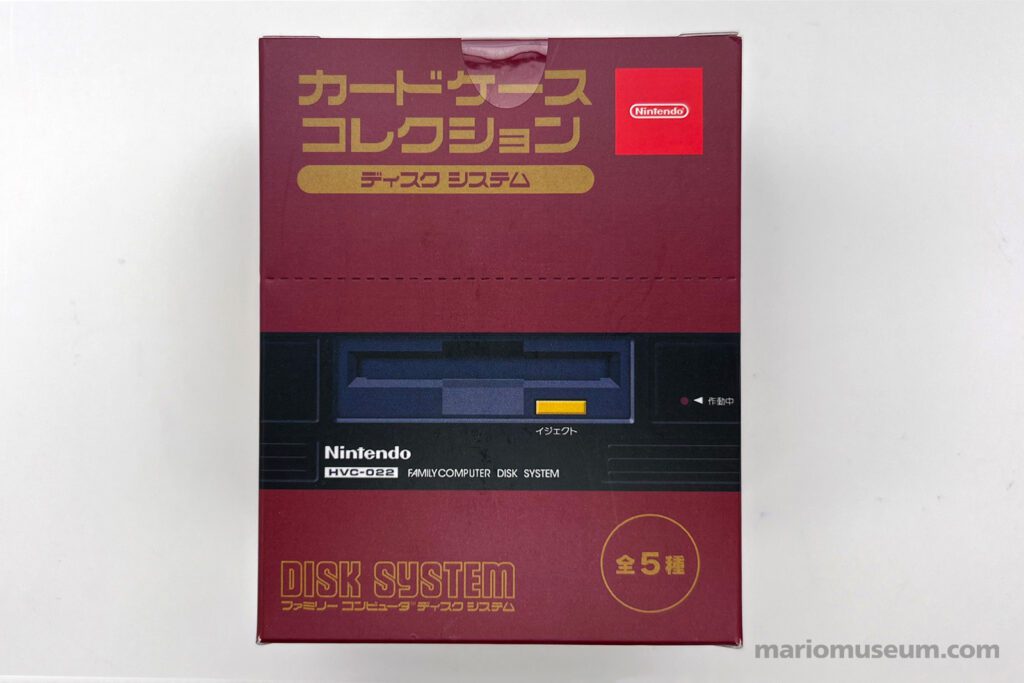 カードケース
コレクション
ディスク システム
Nintendo
◀ 作動中
イジェクト
Nintendo
HVC-022 FAMILY COMPUTER DISK SYSTEM
全5種
DISK SYSTEM
ファミリー コンピュータ ディスク システム
mariomuseum.com